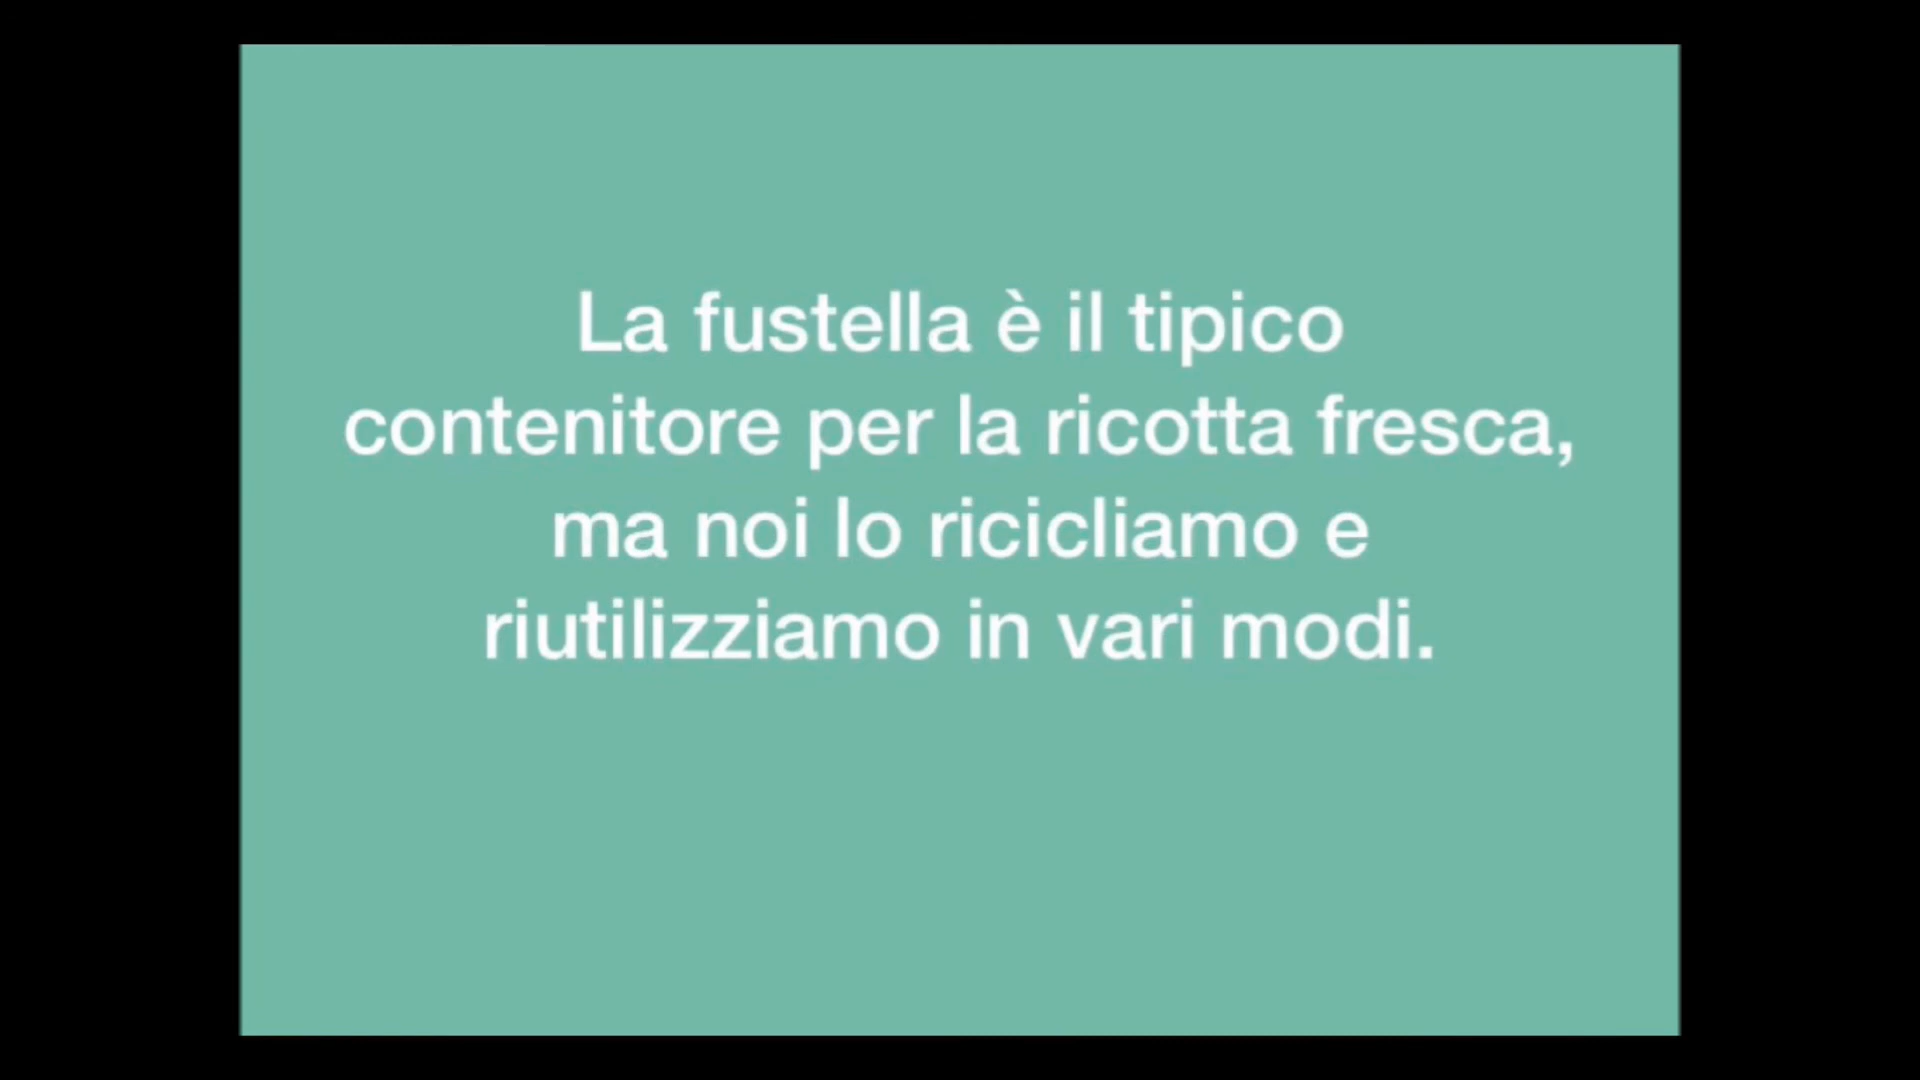 La fustella è il tipico
contenitore per la ricotta fresca,
ma noi lo ricicliamo e
riutilizziamo in vari modi.